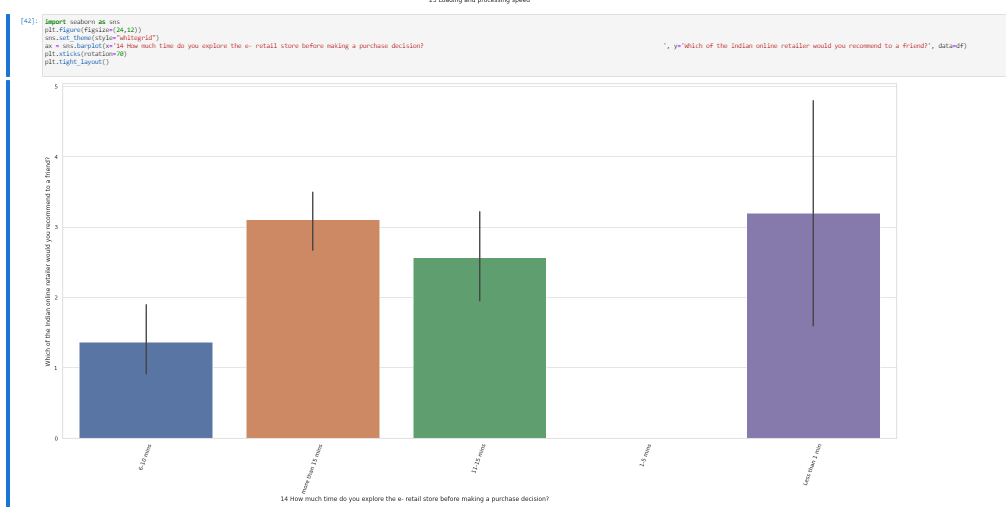 15 Loading and processing speed
[42]: import seaborn as sns
plt.figure(figsize=(24,12))
sns.set_theme(style="whitegrid")
ax = sns.barplot(x='14 How much time do you explore the e- retail store before making a purchase decision? ', y='Which of the Indian online retailer would you recommend to a friend?', data=df)
plt.xticks(rotation=70)
plt.tight_layout()
5
4
3
2
1
0
Which of the Indian online retailer would you recommend to a friend?
6-10 mins
more than 15 mins
11-15 mins
1-5 mins
Less than 1 min
14 How much time do you explore the e- retail store before making a purchase decision?